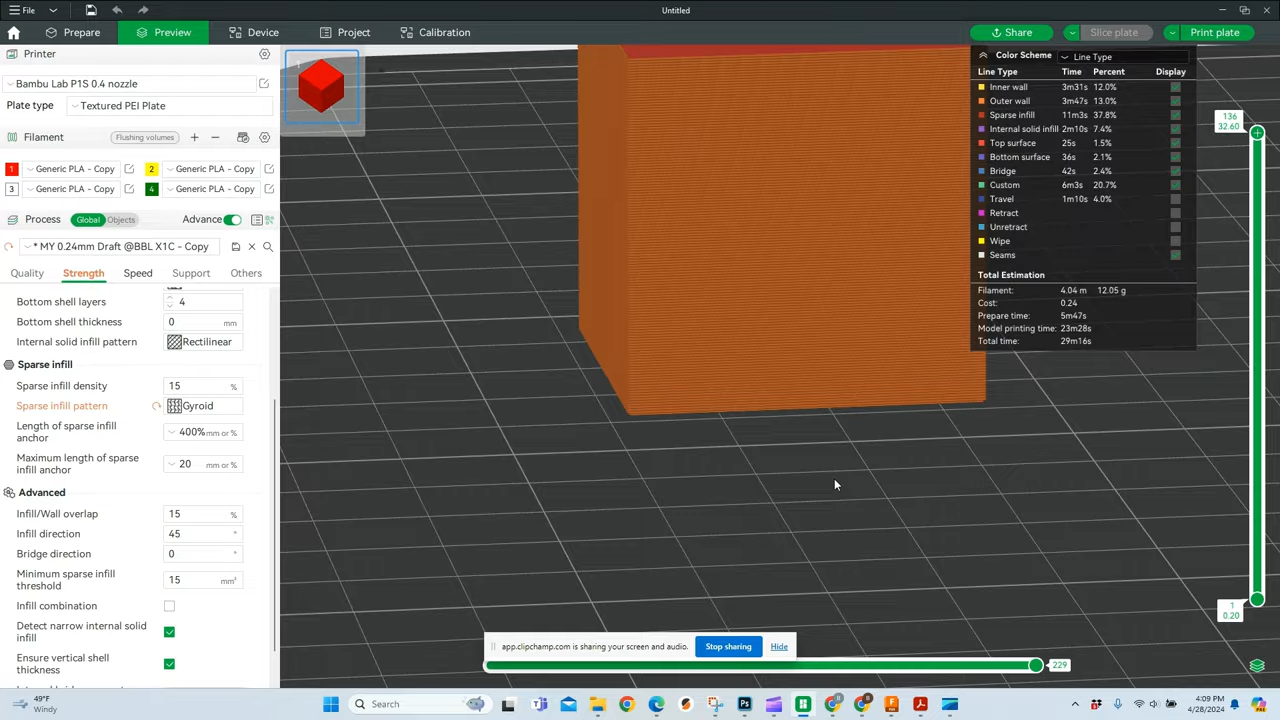 File
Untitled
Prepare
Preview
Device
Project
Calibration
Share
Slice plate
Print plate
Printer
Bambu Lab P1S 0.4 nozzle
Plate type
Textured PEI Plate
Filament
Flushing volumes
1 Generic PLA - Copy
2 Generic PLA - Copy
3 Generic PLA - Copy
4 Generic PLA - Copy
Process Global Objects Advance
* MY 0.24mm Draft @BBL X1C - Copy
Quality Strength Speed Support Others
Bottom shell layers 4
Bottom shell thickness 0 mm
Internal solid infill pattern Rectilinear
Sparse infill
Sparse infill density 15 %
Sparse infill pattern Gyroid
Length of sparse infill anchor 400% mm or %
Maximum length of sparse infill anchor 20 mm or %
Advanced
Infill/Wall overlap 15 %
Infill direction 45 °
Bridge direction 0 °
Minimum sparse infill threshold 15 mm²
Infill combination
Detect narrow internal solid infill
Ensure vertical shell thickness
1
Color Scheme Line Type
Line Type Time Percent Display
Inner wall 3m31s 12.0%
Outer wall 3m47s 13.0%
Sparse infill 11m3s 37.8%
Internal solid infill 2m10s 7.4%
Top surface 25s 1.5%
Bottom surface 36s 2.1%
Bridge 42s 2.4%
Custom 6m3s 20.7%
Travel 1m10s 4.0%
Retract
Unretract
Wipe
Seams
Total Estimation
Filament: 4.04 m 12.05 g
Cost: 0.24
Prepare time: 5m47s
Model printing time: 23m28s
Total time: 29m16s
136
32.60
1
0.20
app.clipchamp.com is sharing your screen and audio. Stop sharing Hide
229
49°F
Windy
Search
4:09 PM
4/28/2024